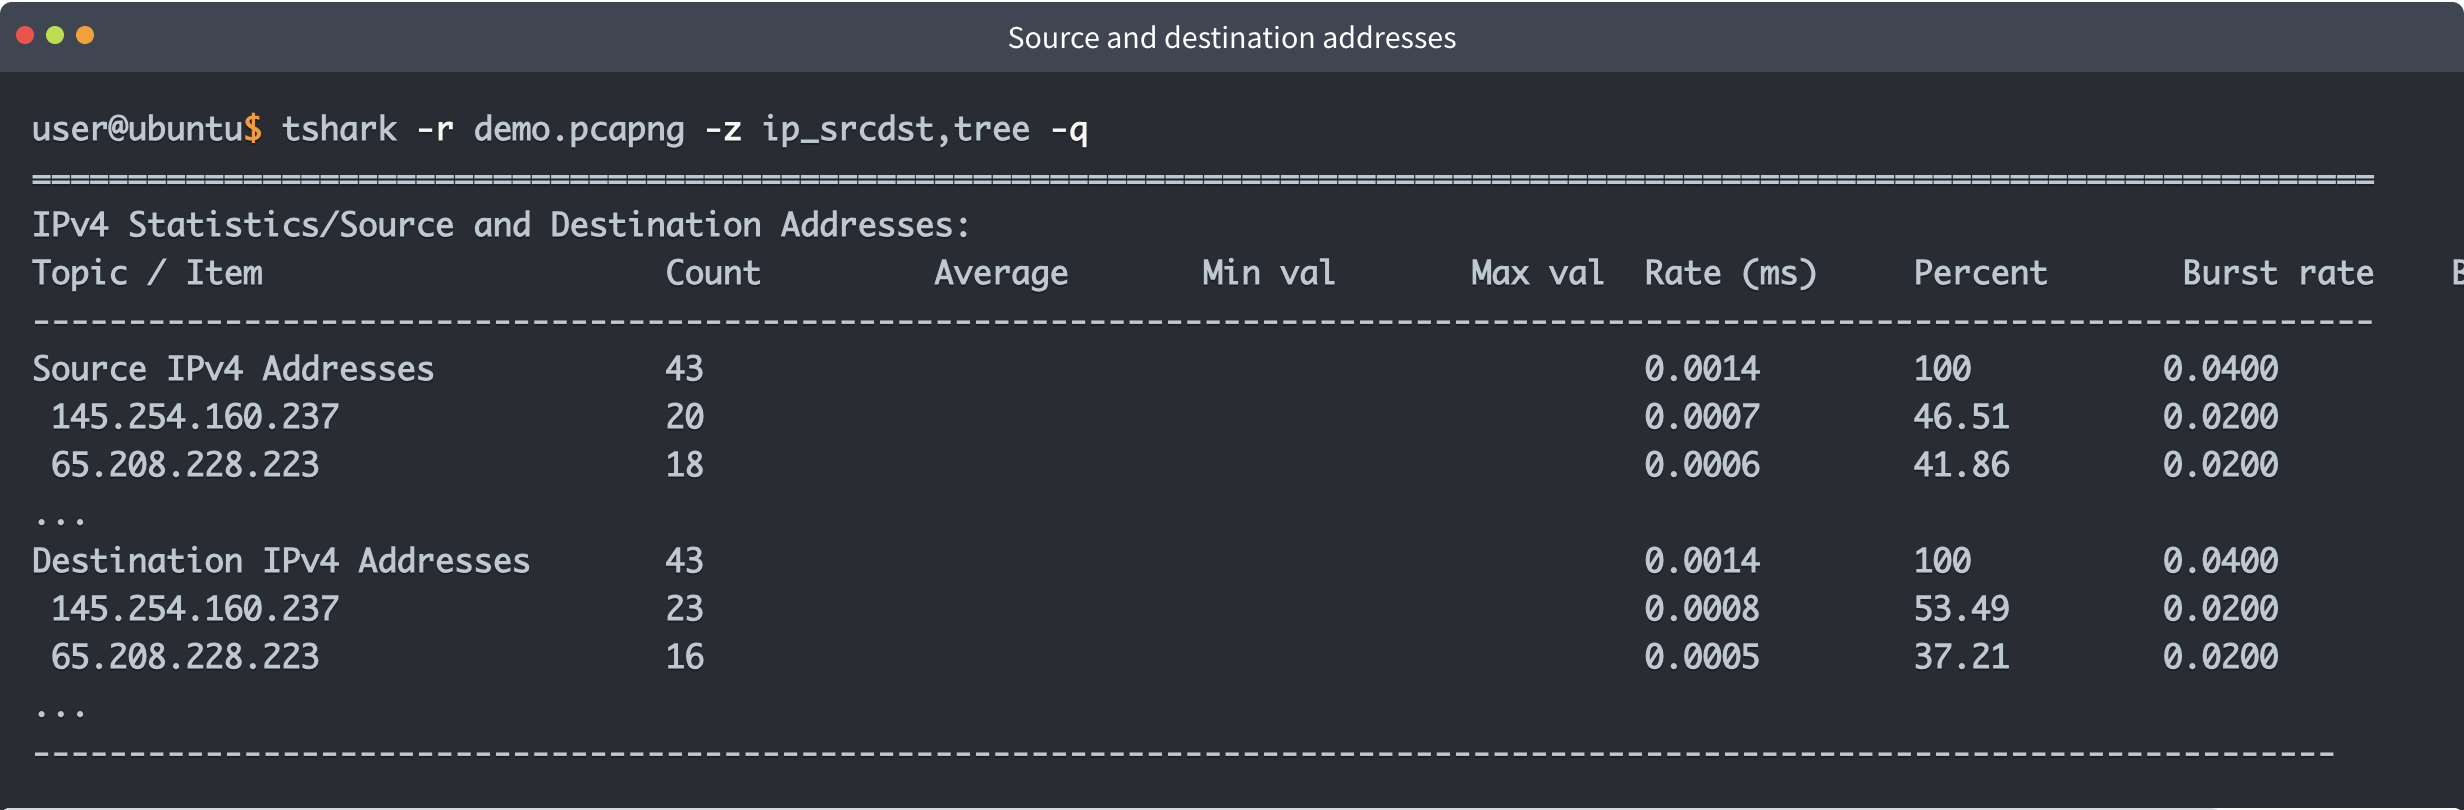 Source and destination addresses
user@ubuntu$ tshark -r demo.pcapng -z ip_srcdst,tree -q
==========================================================================================================================
IPv4 Statistics/Source and Destination Addresses:
Topic / Item                     Count         Average       Min val       Max val  Rate (ms)     Percent       Burst rate    B
--------------------------------------------------------------------------------------------------------------------------
Source IPv4 Addresses            43                                                 0.0014        100          0.0400
 145.254.160.237                 20                                                 0.0007        46.51        0.0200
 65.208.228.223                  18                                                 0.0006        41.86        0.0200
...
Destination IPv4 Addresses       43                                                 0.0014        100          0.0400
 145.254.160.237                 23                                                 0.0008        53.49        0.0200
 65.208.228.223                  16                                                 0.0005        37.21        0.0200
...
------------------------------------------------------------------------------------------------------------------------